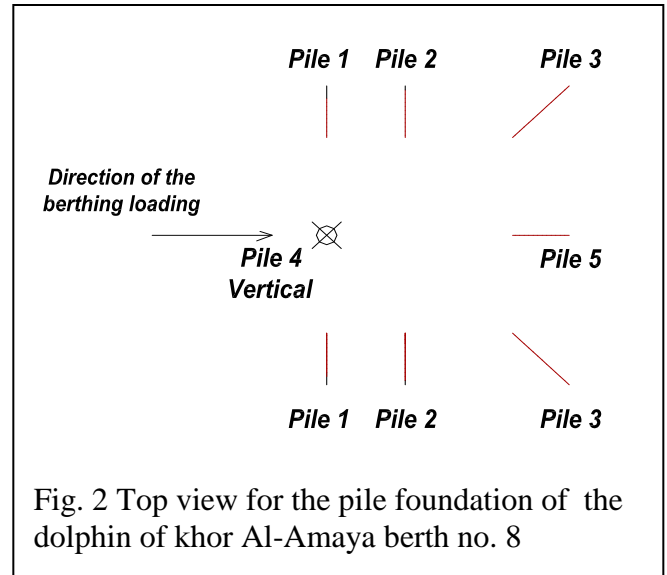 Pile 1 Pile 2 Pile 3
Direction of the
berthing loading
Pile 4
Vertical
Pile 5
Pile 1 Pile 2 Pile 3
Fig. 2 Top view for the pile foundation of the
dolphin of khor Al-Amaya berth no. 8